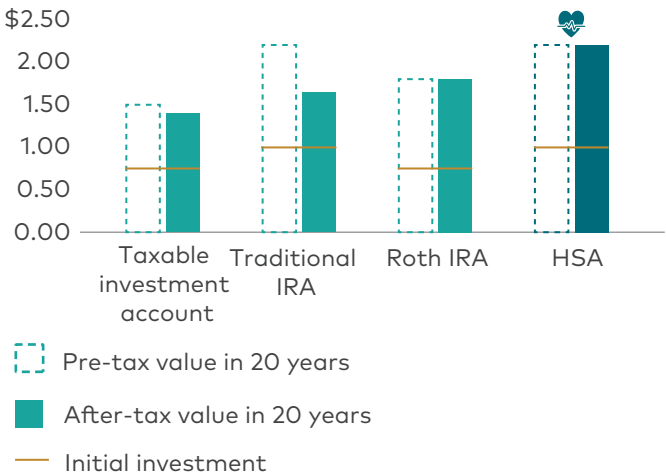 $2.50
2.00
1.50
1.00
0.50
0.00
Taxable
investment
account
Traditional
IRA
Roth IRA
HSA
Pre-tax value in 20 years
After-tax value in 20 years
Initial investment